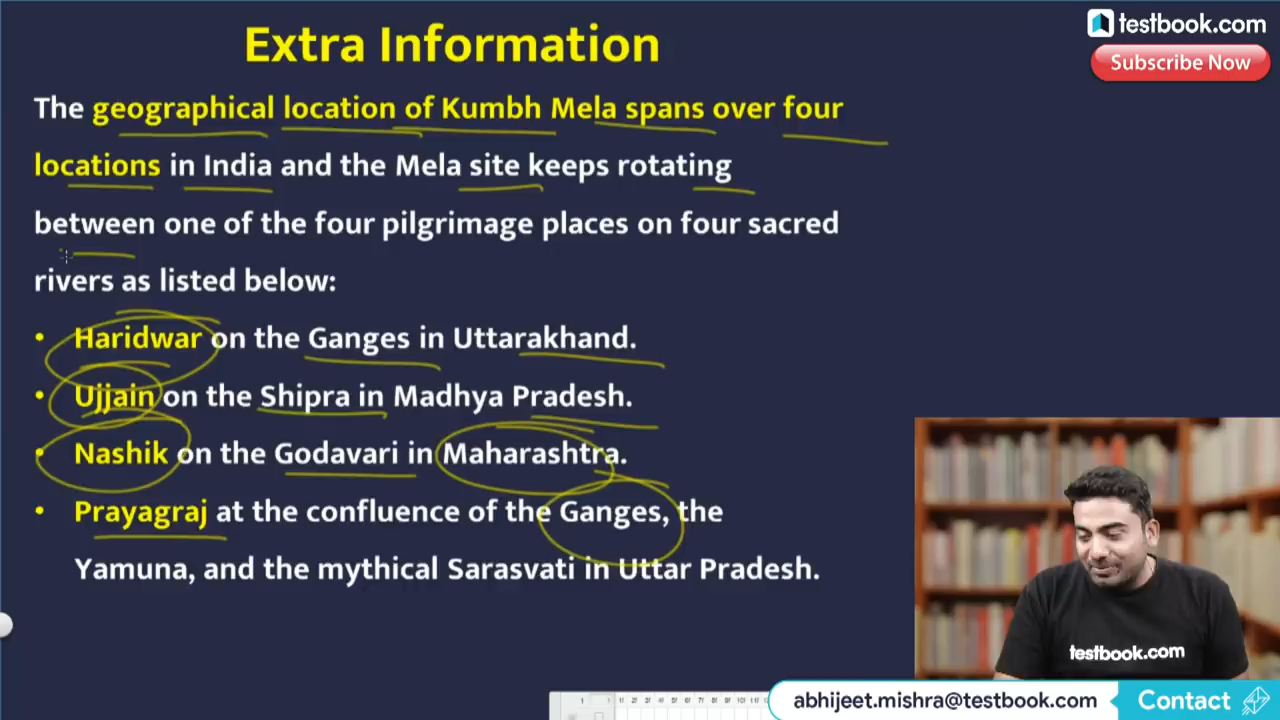 Extra Information
testbook.com
Subscribe Now
The geographical location of Kumbh Mela spans over four
locations in India and the Mela site keeps rotating
between one of the four pilgrimage places on four sacred
rivers as listed below:
• Haridwar on the Ganges in Uttarakhand.
• Ujjain on the Shipra in Madhya Pradesh.
• Nashik on the Godavari in Maharashtra.
• Prayagraj at the confluence of the Ganges, the
Yamuna, and the mythical Sarasvati in Uttar Pradesh.
testbook.com
abhijeet.mishra@testbook.com
Contact